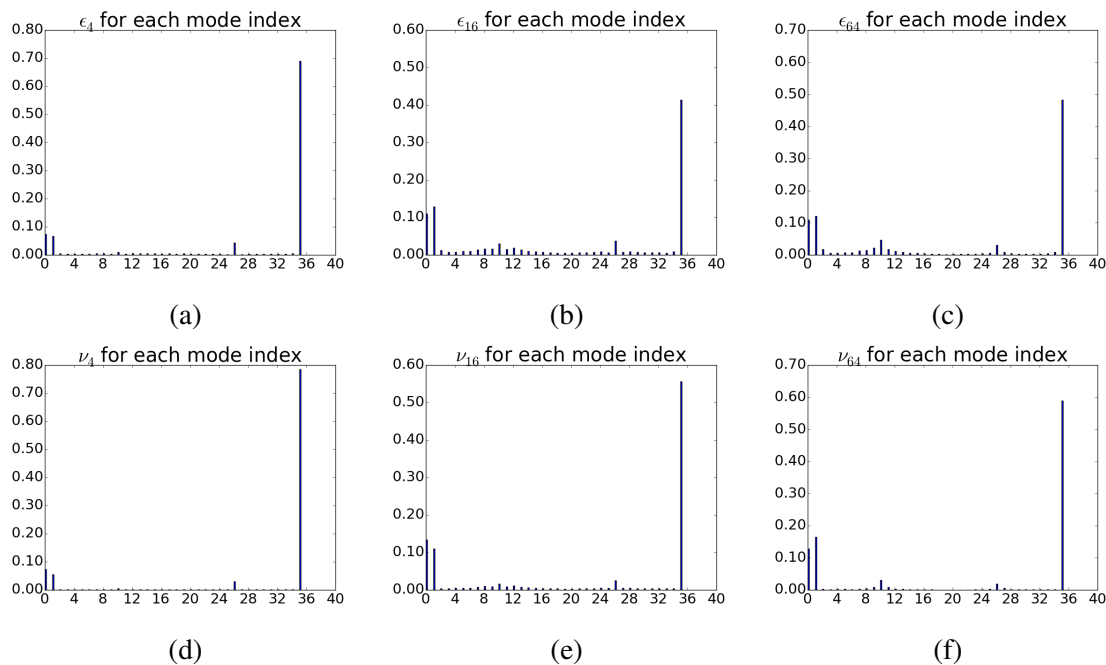 ϵ4 for each mode index
ϵ16 for each mode index
ϵ64 for each mode index
0.80 0.70 0.60 0.50 0.40 0.30 0.20 0.10 0.00
0 4 8 12 16 20 24 28 32 36 40
0.60 0.50 0.40 0.30 0.20 0.10 0.00
0 4 8 12 16 20 24 28 32 36 40
0.70 0.60 0.50 0.40 0.30 0.20 0.10 0.00
0 4 8 12 16 20 24 28 32 36 40
(a)
(b)
(c)
ν4 for each mode index
ν16 for each mode index
ν64 for each mode index
0.80 0.70 0.60 0.50 0.40 0.30 0.20 0.10 0.00
0 4 8 12 16 20 24 28 32 36 40
0.60 0.50 0.40 0.30 0.20 0.10 0.00
0 4 8 12 16 20 24 28 32 36 40
0.70 0.60 0.50 0.40 0.30 0.20 0.10 0.00
0 4 8 12 16 20 24 28 32 36 40
(d)
(e)
(f)